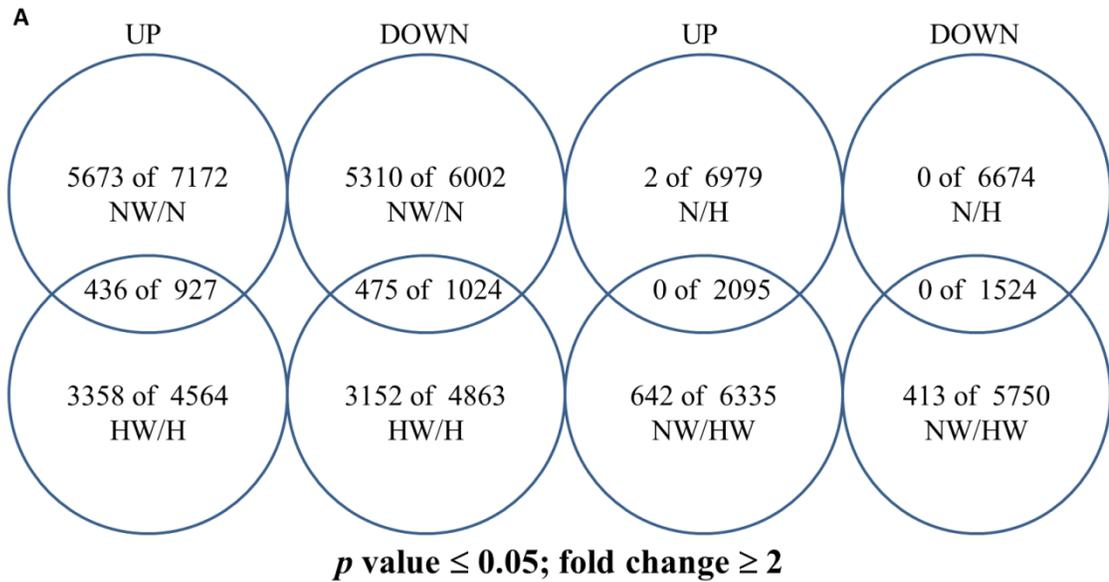 A
UP DOWN UP DOWN
5673 of 7172 5310 of 6002 2 of 6979 0 of 6674
NW/N NW/N N/H N/H
436 of 927 475 of 1024 0 of 2095 0 of 1524
3358 of 4564 3152 of 4863 642 of 6335 413 of 5750
HW/H HW/H NW/HW NW/HW
p value ≤ 0.05; fold change ≥ 2